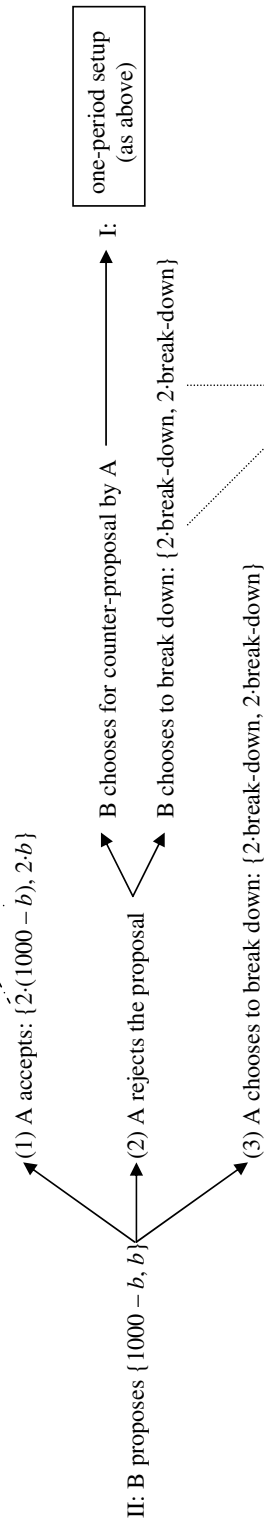 (1) A accepts: {2·(1000 – b), 2·b}
B chooses for counter-proposal by A
I:
one-period setup
(as above)
II: B proposes {1000 – b, b}
(2) A rejects the proposal
B chooses to break down: {2·break-down, 2·break-down}
(3) A chooses to break down: {2·break-down, 2·break-down}